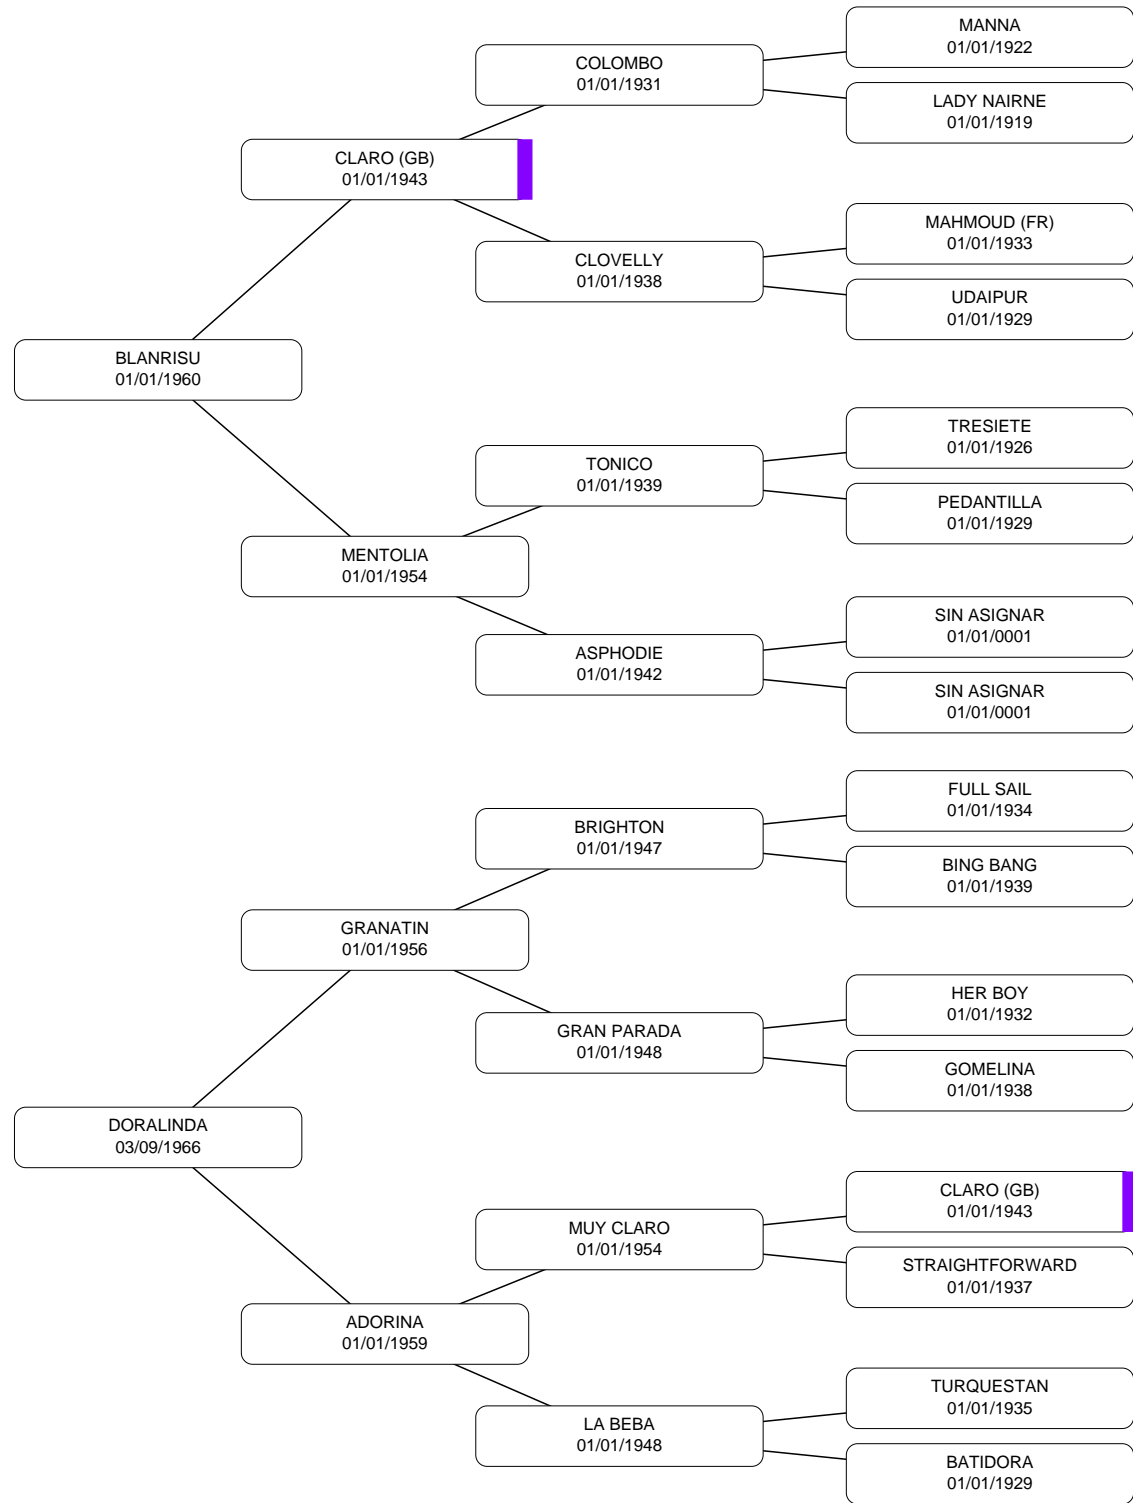 MANNA
01/01/1922
COLOMBO
01/01/1931
LADY NAIRNE
01/01/1919
CLARO (GB)
01/01/1943
MAHMOUD (FR)
01/01/1933
CLOVELLY
01/01/1938
UDAIPUR
01/01/1929
BLANRISU
01/01/1960
TRESIETE
01/01/1926
TONICO
01/01/1939
PEDANTILLA
01/01/1929
MENTOLIA
01/01/1954
SIN ASIGNAR
01/01/0001
ASPHODIE
01/01/1942
SIN ASIGNAR
01/01/0001
FULL SAIL
01/01/1934
BRIGHTON
01/01/1947
BING BANG
01/01/1939
GRANATIN
01/01/1956
HER BOY
01/01/1932
GRAN PARADA
01/01/1948
GOMELINA
01/01/1938
DORALINDA
03/09/1966
CLARO (GB)
01/01/1943
MUY CLARO
01/01/1954
STRAIGHTFORWARD
01/01/1937
ADORINA
01/01/1959
TURQUESTAN
01/01/1935
LA BEBA
01/01/1948
BATIDORA
01/01/1929